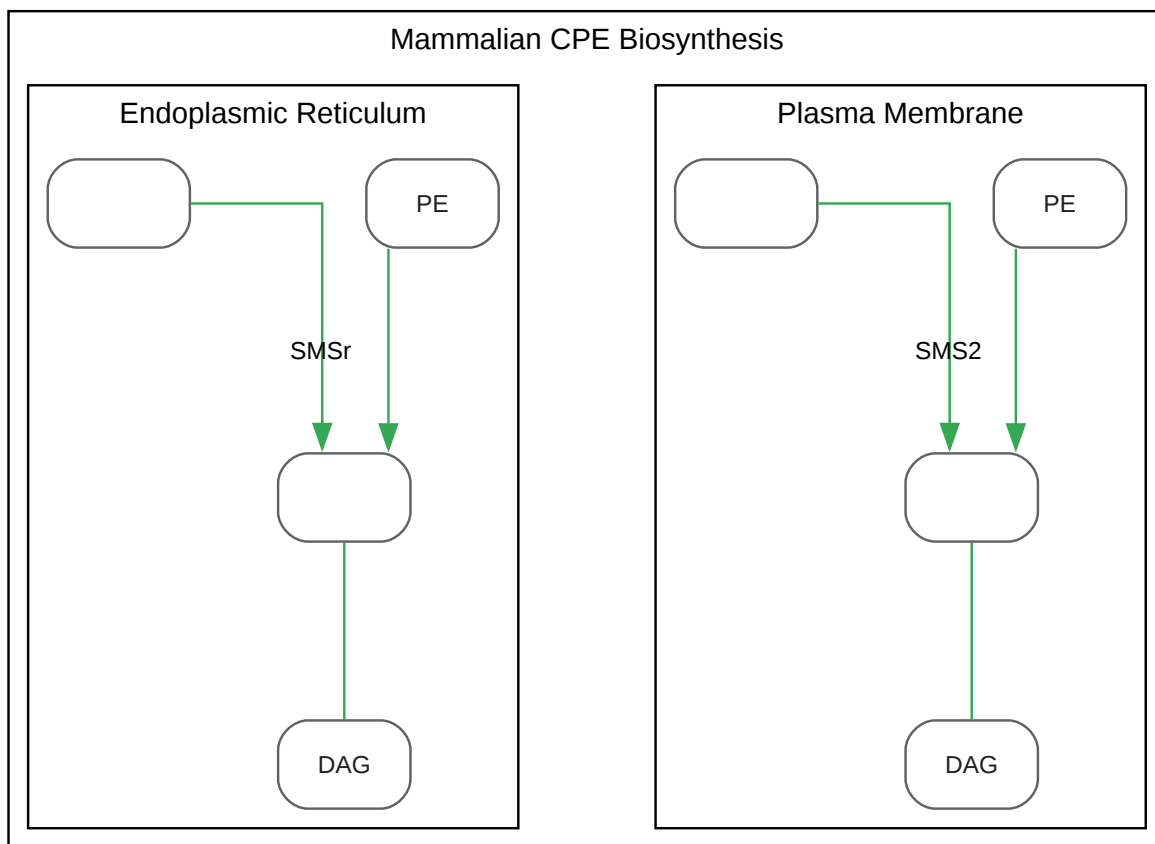 Mammalian CPE Biosynthesis
Endoplasmic Reticulum
PE
SMSr
DAG
Plasma Membrane
PE
SMS2
DAG